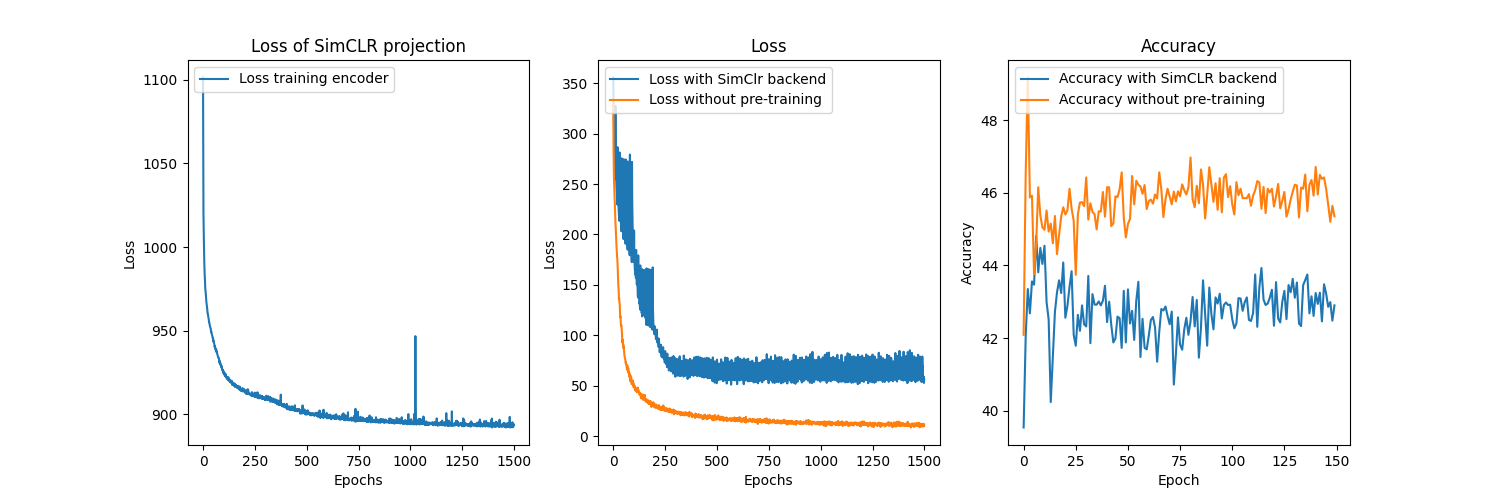 Loss of SimCLR projection
Loss training encoder
1100
1050
1000
950
900
Loss
0
250
500
750
1000
1250
1500
Epochs
Loss
Loss with SimClr backend
Loss without pre-training
350
300
250
200
150
100
50
0
Loss
0
250
500
750
1000
1250
1500
Epochs
Accuracy
Accuracy with SimCLR backend
Accuracy without pre-training
48
46
44
42
40
Accuracy
0
25
50
75
100
125
150
Epoch